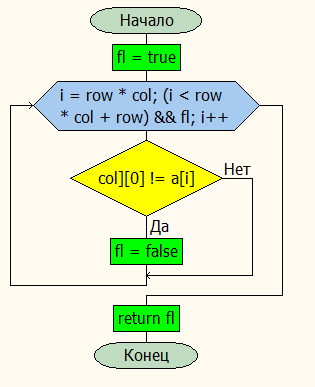 Начало
fl = true
i = row * col; (i < row
* col + row) && fl; i++
col][0] != a[i]
Нет
Да
fl = false
return fl
Конец